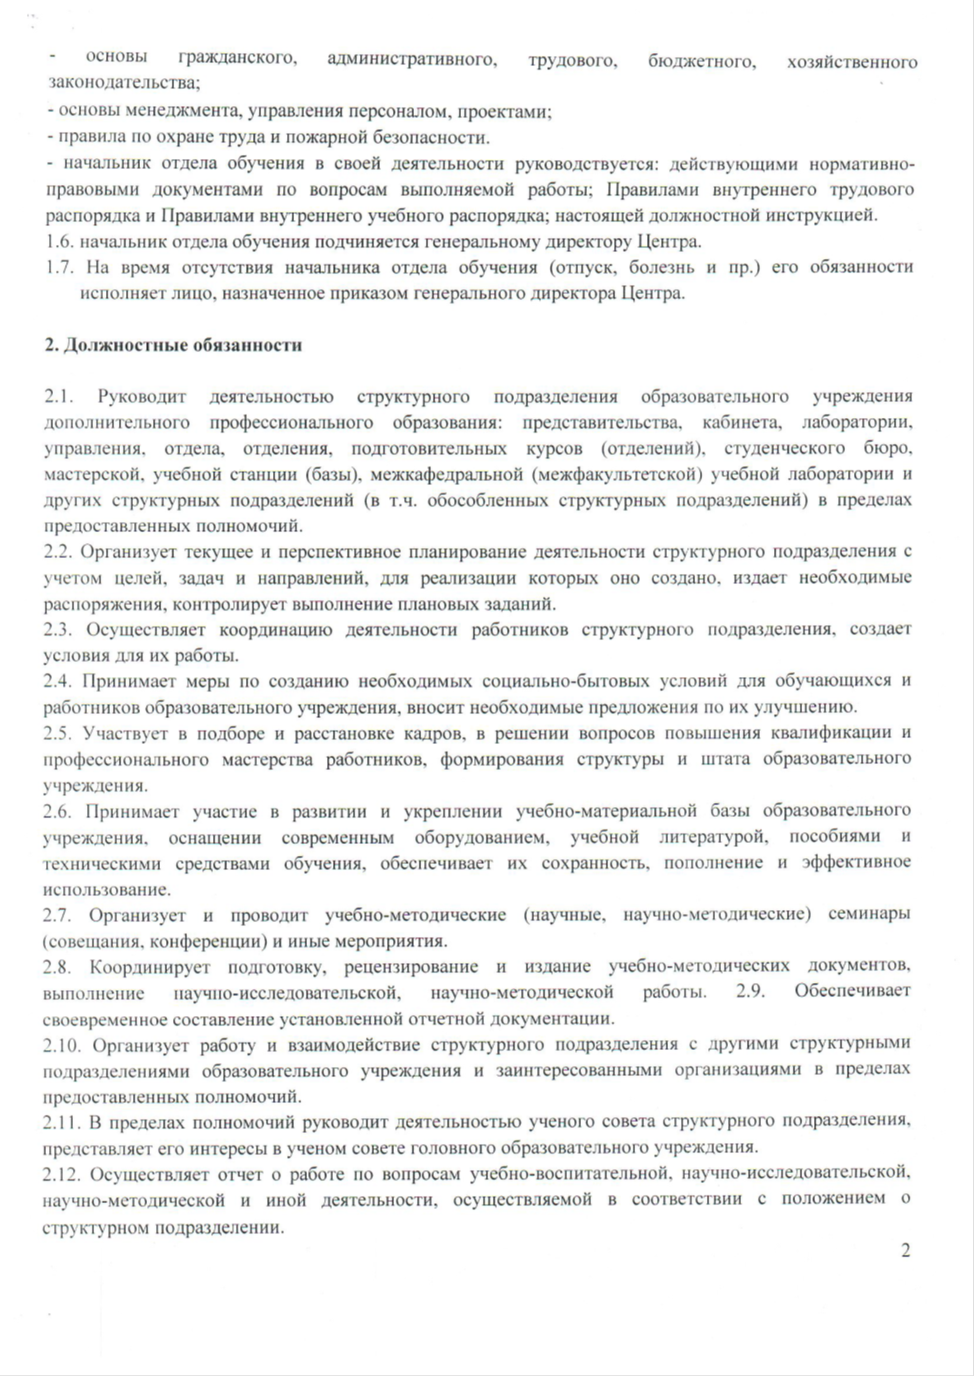 - основы гражданского, административного, трудового, бюджетного, хозяйственного
законодательства;
- основы менеджмента, управления персоналом, проектами;
- правила по охране труда и пожарной безопасности.
- начальник отдела обучения в своей деятельности руководствуется: действующими нормативно-
правовыми документами по вопросам выполняемой работы; Правилами внутреннего трудового
распорядка и Правилами внутреннего учебного распорядка; настоящей должностной инструкцией.
1.6. начальник отдела обучения подчиняется генеральному директору Центра.
1.7. На время отсутствия начальника отдела обучения (отпуск, болезнь и пр.) его обязанности
исполняет лицо, назначенное приказом генерального директора Центра.
2. Должностные обязанности
2.1. Руководит деятельностью структурного подразделения образовательного учреждения
дополнительного профессионального образования: представительства, кабинета, лаборатории,
управления, отдела, отделения, подготовительных курсов (отделений), студенческого бюро,
мастерской, учебной станции (базы), межкафедральной (межфакультетской) учебной лаборатории и
других структурных подразделений (в т.ч. обособленных структурных подразделений) в пределах
предоставленных полномочий.
2.2. Организует текущее и перспективное планирование деятельности структурного подразделения с
учетом целей, задач и направлений, для реализации которых оно создано, издает необходимые
распоряжения, контролирует выполнение плановых заданий.
2.3. Осуществляет координацию деятельности работников структурного подразделения, создает
условия для их работы.
2.4. Принимает меры по созданию необходимых социально-бытовых условий для обучающихся и
работников образовательного учреждения, вносит необходимые предложения по их улучшению.
2.5. Участвует в подборе и расстановке кадров, в решении вопросов повышения квалификации и
профессионального мастерства работников, формирования структуры и штата образовательного
учреждения.
2.6. Принимает участие в развитии и укреплении учебно-материальной базы образовательного
учреждения, оснащении современным оборудованием, учебной литературой, пособиями и
техническими средствами обучения, обеспечивает их сохранность, пополнение и эффективное
использование.
2.7. Организует и проводит учебно-методические (научные, научно-методические) семинары
(совещания, конференции) и иные мероприятия.
2.8. Координирует подготовку, рецензирование и издание учебно-методических документов,
выполнение научно-исследовательской, научно-методической работы. 2.9. Обеспечивает
своевременное составление установленной отчетной документации.
2.10. Организует работу и взаимодействие структурного подразделения с другими структурными
подразделениями образовательного учреждения и заинтересованными организациями в пределах
предоставленных полномочий.
2.11. В пределах полномочий руководит деятельностью ученого совета структурного подразделения,
представляет его интересы в ученом совете головного образовательного учреждения.
2.12. Осуществляет отчет о работе по вопросам учебно-воспитательной, научно-исследовательской,
научно-методической и иной деятельности, осуществляемой в соответствии с положением о
структурном подразделении.
2